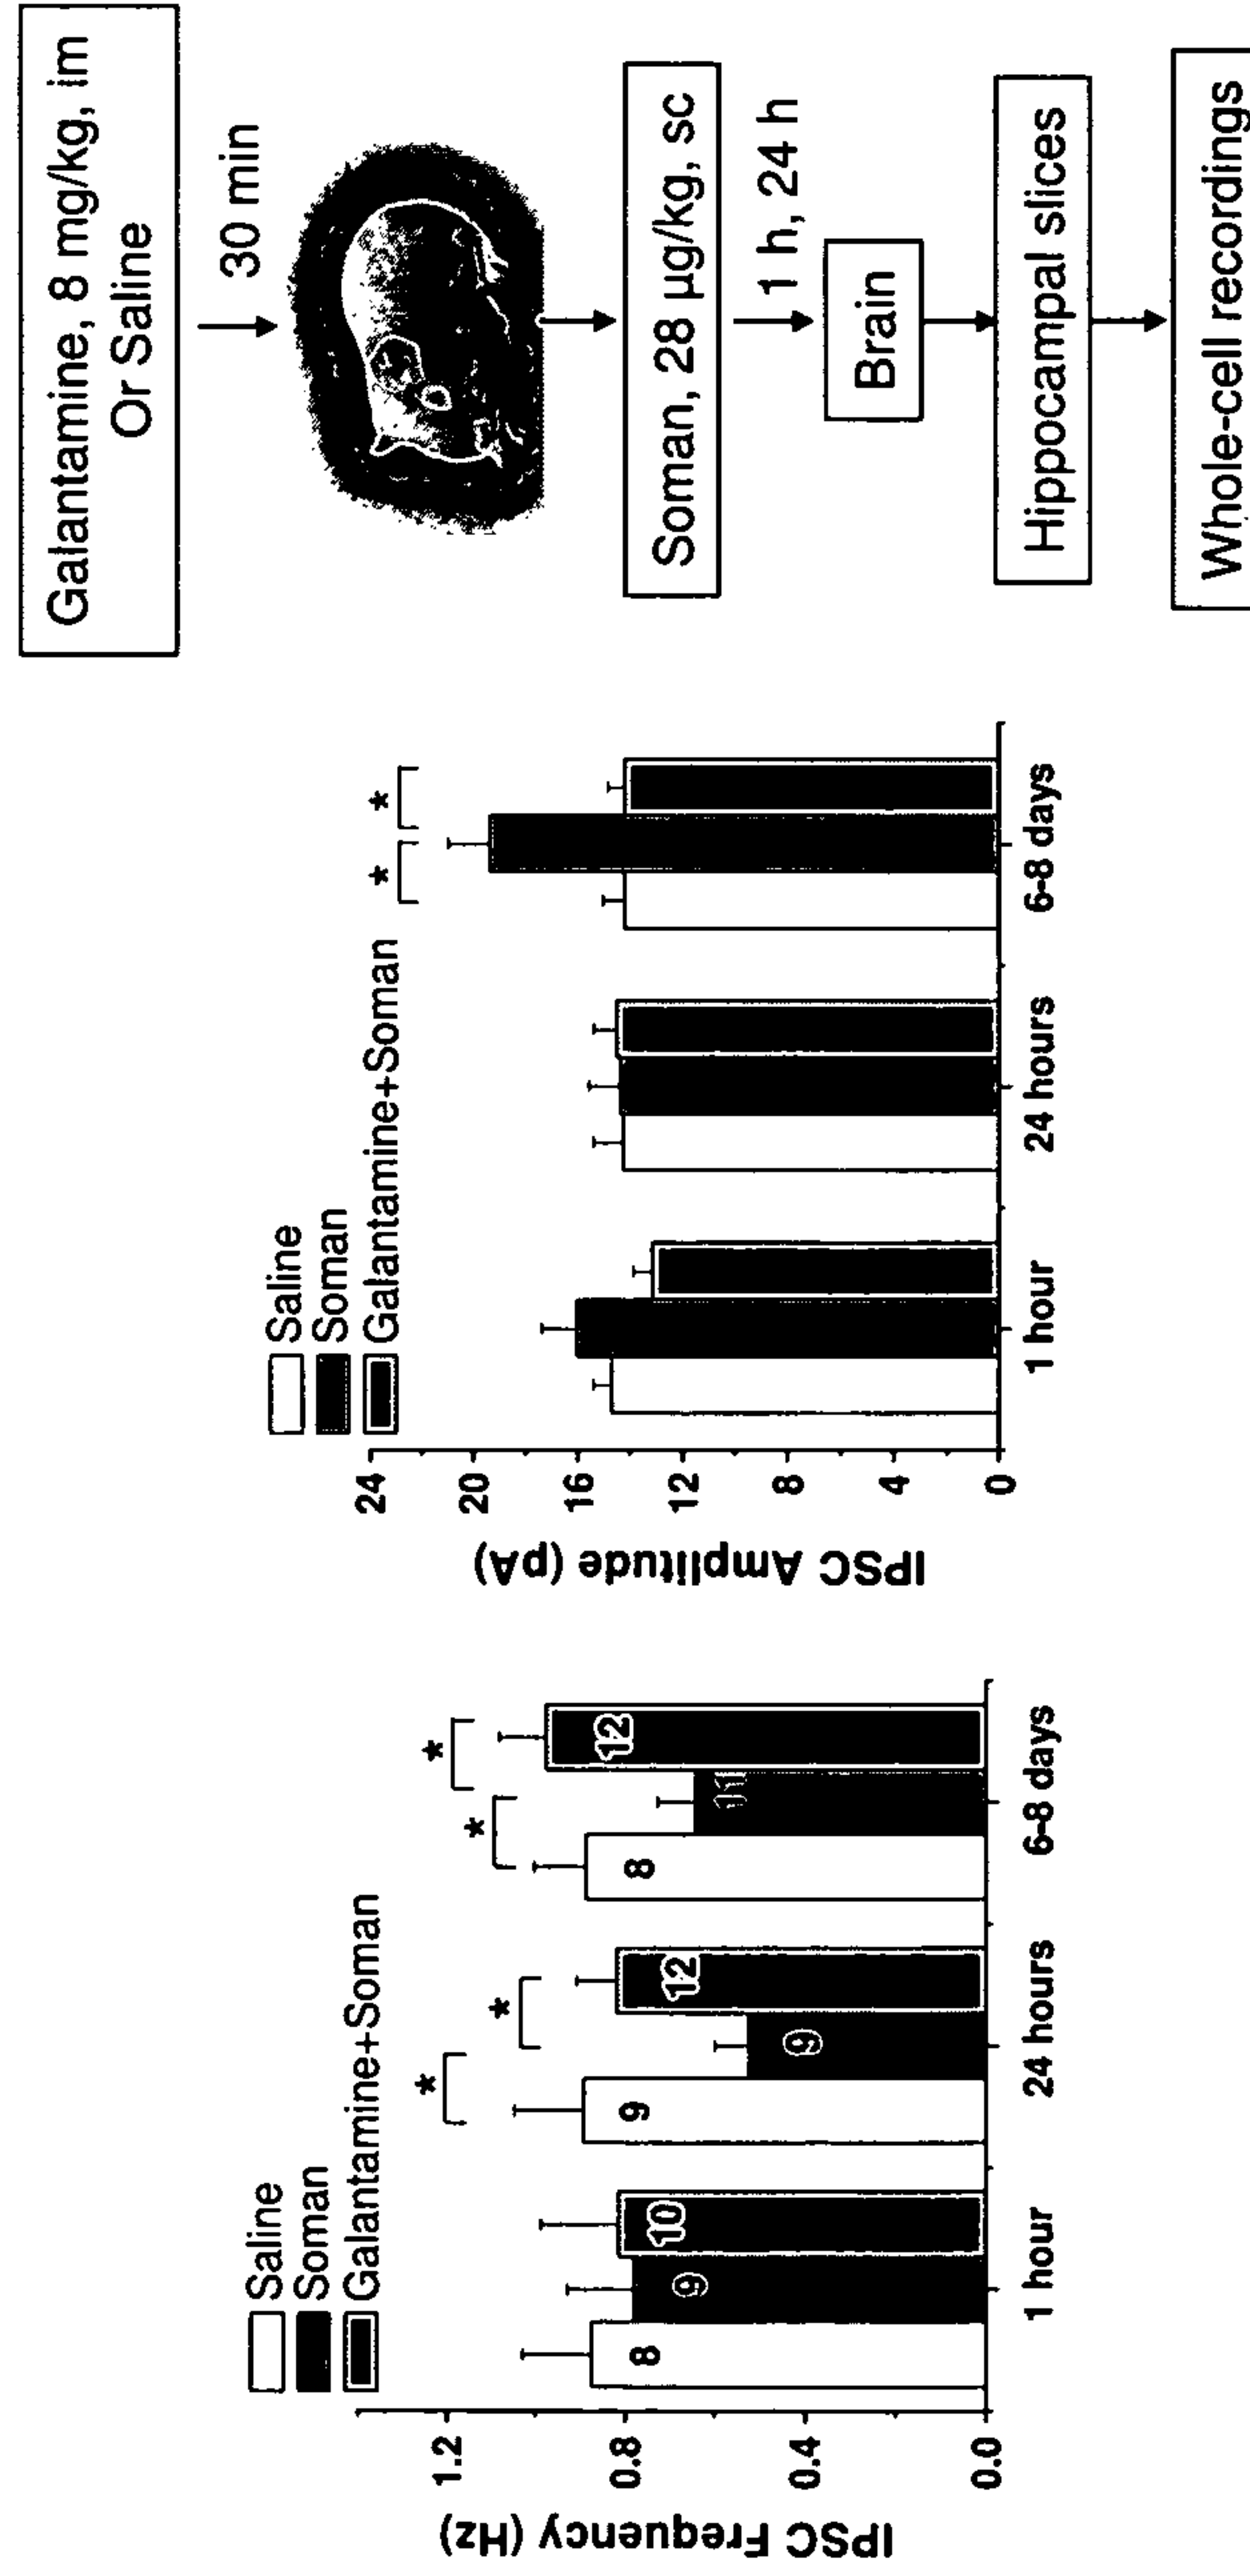 Saline
Soman
Galantamine+Soman
IPSC Frequency (Hz)
1.2
0.8
0.4
0.0
8
9
10
9
9
12
8
11
12
*
*
*
*
1 hour
24 hours
6-8 days
Saline
Soman
Galantamine+Soman
IPSC Amplitude (pA)
24
20
16
12
8
4
0
*
*
1 hour
24 hours
6-8 days
Galantamine, 8 mg/kg, im
Or Saline
30 min
Soman, 28 µg/kg, sc
1 h, 24 h
Brain
Hippocampal slices
Whole-cell recordings